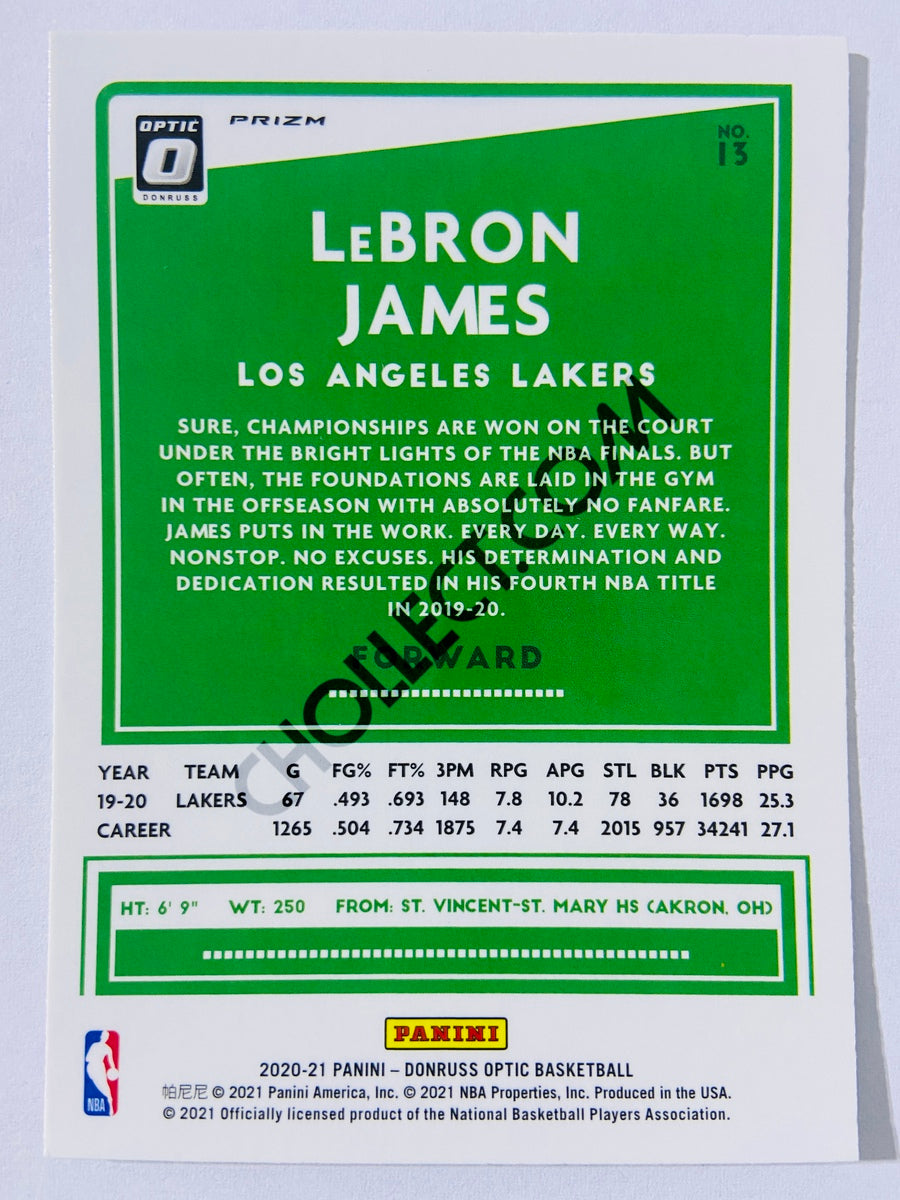 OPTIC
O
DONRUSS
PRIZM
NO.
13
LeBRON
JAMES
LOS ANGELES LAKERS
SURE, CHAMPIONSHIPS ARE WON ON THE COURT
UNDER THE BRIGHT LIGHTS OF THE NBA FINALS. BUT
OFTEN, THE FOUNDATIONS ARE LAID IN THE GYM
IN THE OFFSEASON WITH ABSOLUTELY NO FANFARE.
JAMES PUTS IN THE WORK. EVERY DAY. EVERY WAY.
NONSTOP. NO EXCUSES. HIS DETERMINATION AND
DEDICATION RESULTED IN HIS FOURTH NBA TITLE
IN 2019-20.
FORWARD
CHOLLECT.COM
YEAR TEAM G FG% FT% 3PM RPG APG STL BLK PTS PPG
19-20 LAKERS 67 .493 .693 148 7.8 10.2 78 36 1698 25.3
CAREER 1265 .504 .734 1875 7.4 7.4 2015 957 34241 27.1
HT: 6' 9" WT: 250 FROM: ST. VINCENT-ST. MARY HS (AKRON, OH)
PANINI
NBA
2020-21 PANINI – DONRUSS OPTIC BASKETBALL
帕尼尼 © 2021 Panini America, Inc. © 2021 NBA Properties, Inc. Produced in the USA.
© 2021 Officially licensed product of the National Basketball Players Association.